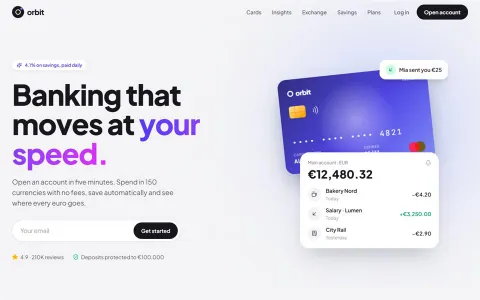 orbit
Cards Insights Exchange Savings Plans Log in Open account
4.1% on savings, paid daily
Banking that
moves at your
speed.
Open an account in five minutes. Spend in 150
currencies with no fees, save automatically and see
where every euro goes.
Your email Get started
4.9 210K reviews Deposits protected to €100,000
K Mia sent you €25
orbit
4821
Main account · EUR
€12,480.32
Bakery Nord −€4.20
Today
Salary · Lumen +€3,250.00
Today
City Rail −€2.90
Yesterday